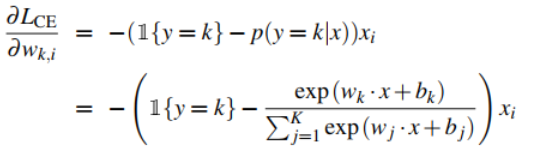 ∂L_CE/∂w_{k,i} = −(𝟙{y = k} − p(y = k|x))x_i
= −(𝟙{y = k} − exp(w_k · x + b_k) / ∑_{j=1}^{K} exp(w_j · x + b_j)) x_i